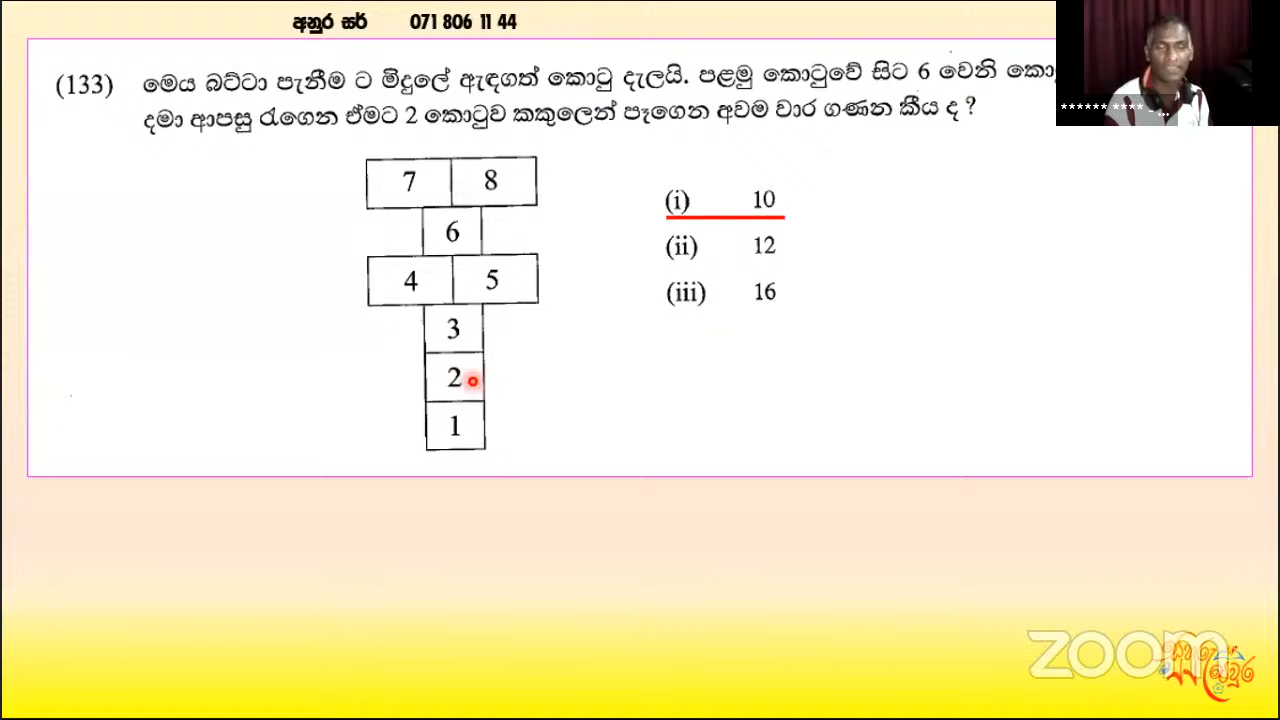 අනුර සර් 071 806 11 44
(133) මෙය බට්ටා පැනීම ට මිදුලේ ඇඳගත් කොටු දැලයි. පළමු කොටුවේ සිට 6 වෙනි
දමා ආපසු රැගෙන ඒමට 2 කොටුව කකුලෙන් පෑගෙන අවම වාර ගණන කීය ද ?
****** ****
7 8
(i) 10
6
(ii) 12
4 5
(iii) 16
3
2
1
zoom